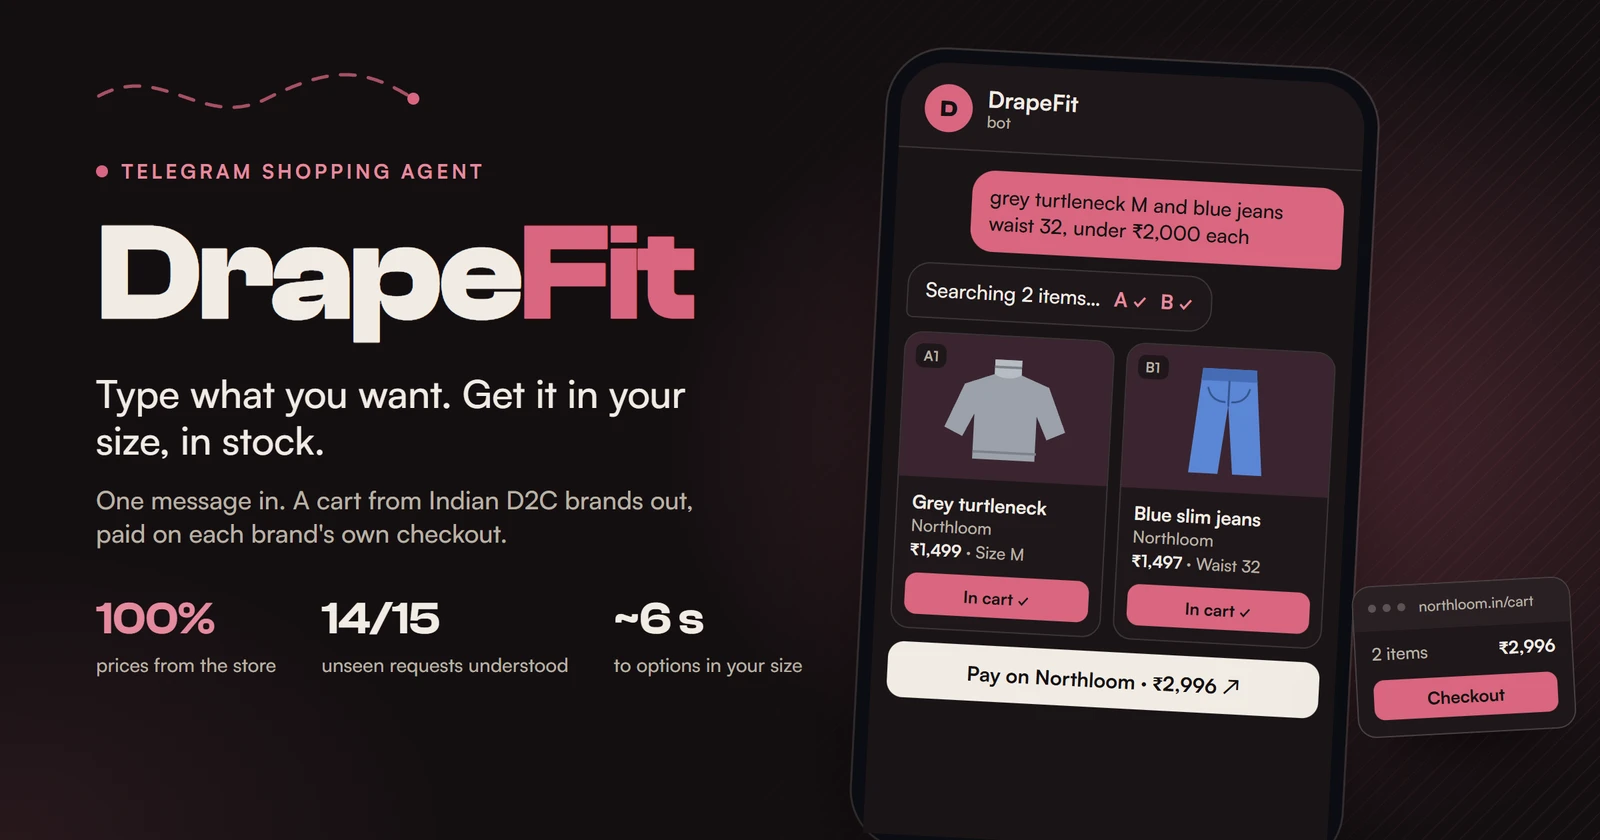 TELEGRAM SHOPPING AGENT
DrapeFit
Type what you want. Get it in your
size, in stock.
One message in. A cart from Indian D2C brands out,
paid on each brand's own checkout.
100%
prices from the store
14/15
unseen requests understood
~6 s
to options in your size
D
DrapeFit
bot
grey turtleneck M and blue jeans
waist 32, under ₹2,000 each
Searching 2 items... A ✓ B ✓
A1
Grey turtleneck
Northloom
₹1,499 · Size M
In cart ✓
B1
Blue slim jeans
Northloom
₹1,497 · Waist 32
In cart ✓
Pay on Northloom · ₹2,996 ↗
northloom.in/cart
2 items ₹2,996
Checkout